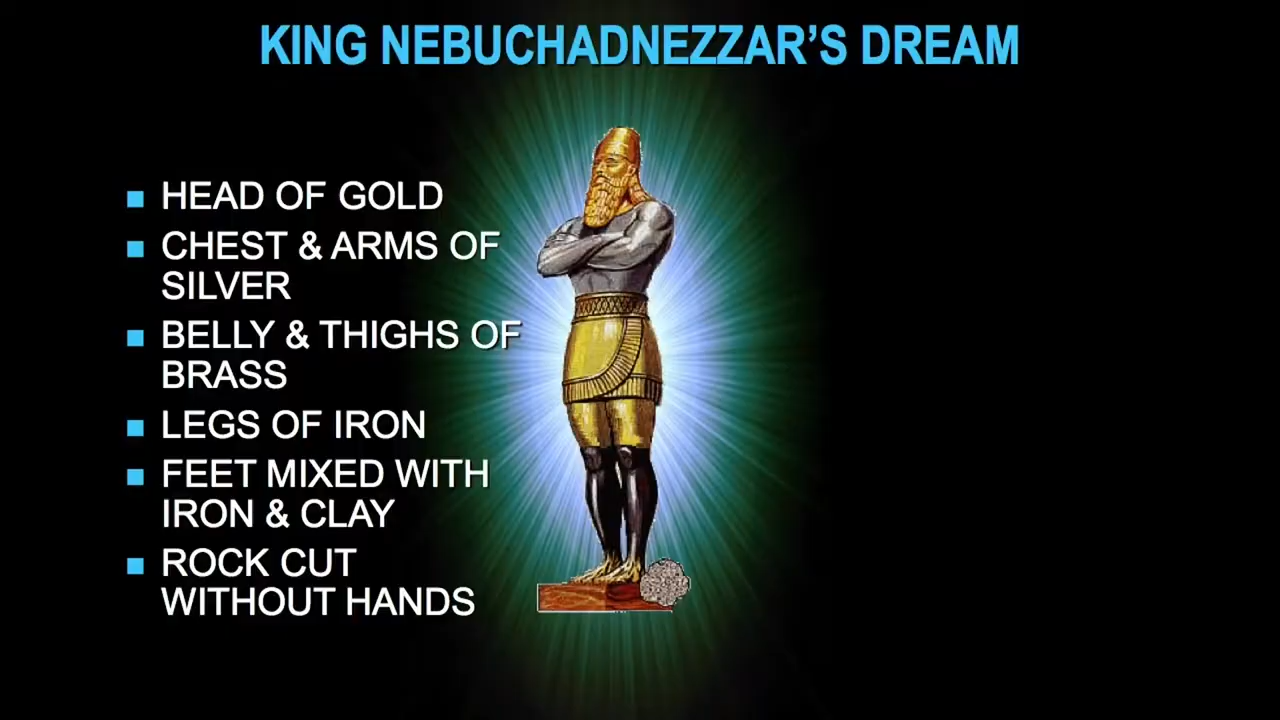 KING NEBUCHADNEZZAR’S DREAM
HEAD OF GOLD
CHEST & ARMS OF
SILVER
BELLY & THIGHS OF
BRASS
LEGS OF IRON
FEET MIXED WITH
IRON & CLAY
ROCK CUT
WITHOUT HANDS